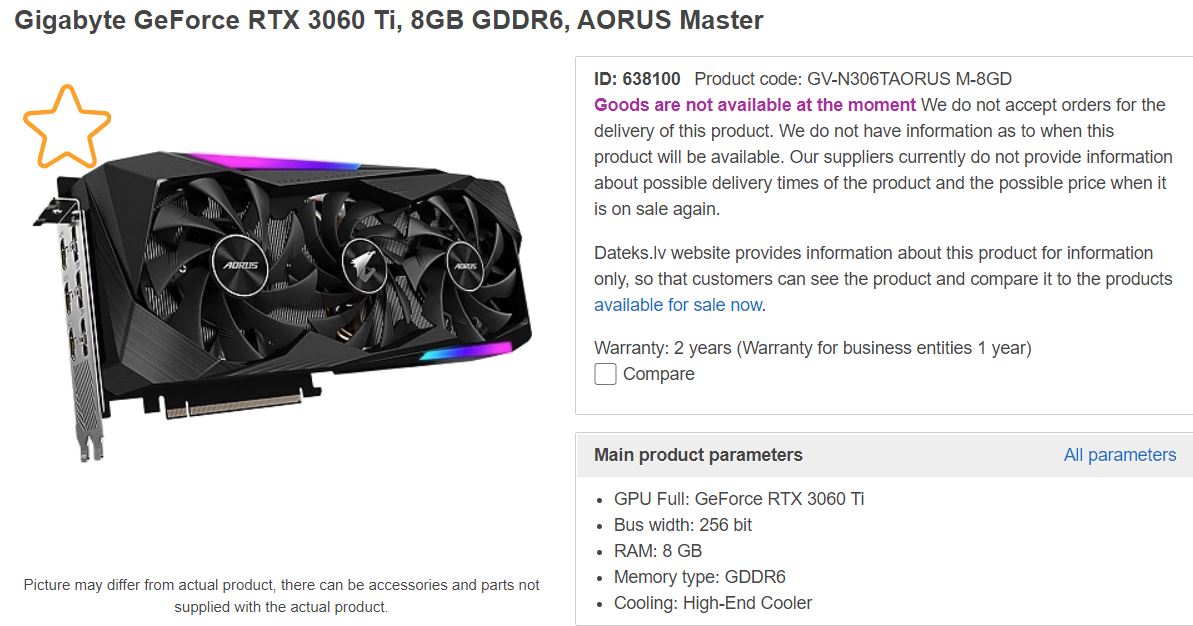 Gigabyte GeForce RTX 3060 Ti, 8GB GDDR6, AORUS Master
AORUS
AORUS
Picture may differ from actual product, there can be accessories and parts not
supplied with the actual product.
ID: 638100 Product code: GV-N306TAORUS M-8GD
Goods are not available at the moment We do not accept orders for the
delivery of this product. We do not have information as to when this
product will be available. Our suppliers currently do not provide information
about possible delivery times of the product and the possible price when it
is on sale again.
Dateks.lv website provides information about this product for information
only, so that customers can see the product and compare it to the products
available for sale now.
Warranty: 2 years (Warranty for business entities 1 year)
Compare
Main product parameters All parameters
• GPU Full: GeForce RTX 3060 Ti
• Bus width: 256 bit
• RAM: 8 GB
• Memory type: GDDR6
• Cooling: High-End Cooler